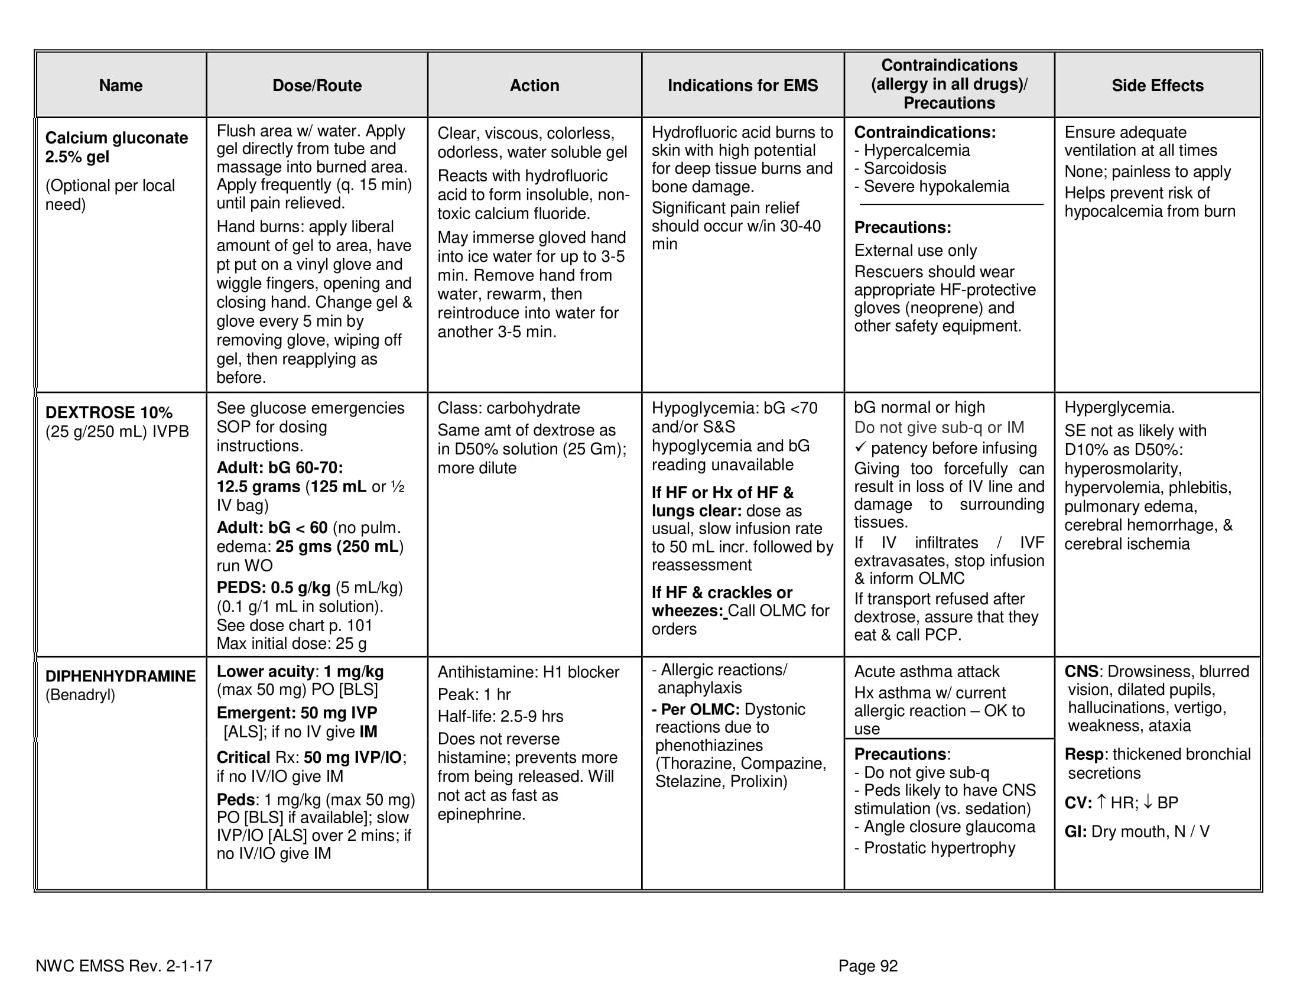 Name
Dose/Route
Action
Indications for EMS
Contraindications
(allergy in all drugs)/
Precautions
Side Effects
Calcium gluconate
2.5% gel
(Optional per local
need)
Flush area w/ water. Apply
gel directly from tube and
massage into burned area.
Apply frequently (q. 15 min)
until pain relieved.
Hand burns: apply liberal
amount of gel to area, have
pt put on a vinyl glove and
wiggle fingers, opening and
closing hand. Change gel &
glove every 5 min by
removing glove, wiping off
gel, then reapplying as
before.
Clear, viscous, colorless,
odorless, water soluble gel
Reacts with hydrofluoric
acid to form insoluble, non-
toxic calcium fluoride.
May immerse gloved hand
into ice water for up to 3-5
min. Remove hand from
water, rewarm, then
reintroduce into water for
another 3-5 min.
Hydrofluoric acid burns to
skin with high potential
for deep tissue burns and
bone damage.
Significant pain relief
should occur w/in 30-40
min
Contraindications:
- Hypercalcemia
- Sarcoidosis
- Severe hypokalemia
Precautions:
External use only
Rescuers should wear
appropriate HF-protective
gloves (neoprene) and
other safety equipment.
Ensure adequate
ventilation at all times
None; painless to apply
Helps prevent risk of
hypocalcemia from burn
DEXTROSE 10%
(25 g/250 mL) IVPB
See glucose emergencies
SOP for dosing
instructions.
Adult: bG 60-70:
12.5 grams (125 mL or ½
IV bag)
Adult: bG < 60 (no pulm.
edema: 25 gms (250 mL)
run WO
PEDS: 0.5 g/kg (5 mL/kg)
(0.1 g/1 mL in solution).
See dose chart p. 101
Max initial dose: 25 g
Class: carbohydrate
Same amt of dextrose as
in D50% solution (25 Gm);
more dilute
Hypoglycemia: bG <70
and/or S&S
hypoglycemia and bG
reading unavailable
If HF or Hx of HF &
lungs clear: dose as
usual, slow infusion rate
to 50 mL incr. followed by
reassessment
If HF & crackles or
wheezes: Call OLMC for
orders
bG normal or high
Do not give sub-q or IM
✓ patency before infusing
Giving too forcefully can
result in loss of IV line and
damage to surrounding
tissues.
If IV infiltrates / IVF
extravasates, stop infusion
& inform OLMC
If transport refused after
dextrose, assure that they
eat & call PCP.
Hyperglycemia.
SE not as likely with
D10% as D50%:
hyperosmolarity,
hypervolemia, phlebitis,
pulmonary edema,
cerebral hemorrhage, &
cerebral ischemia
DIPHENHYDRAMINE
(Benadryl)
Lower acuity: 1 mg/kg
(max 50 mg) PO [BLS]
Emergent: 50 mg IVP
[ALS]; if no IV give IM
Critical Rx: 50 mg IVP/IO;
if no IV/IO give IM
Peds: 1 mg/kg (max 50 mg)
PO [BLS if available]; slow
IVP/IO [ALS] over 2 mins; if
no IV/IO give IM
Antihistamine: H1 blocker
Peak: 1 hr
Half-life: 2.5-9 hrs
Does not reverse
histamine; prevents more
from being released. Will
not act as fast as
epinephrine.
- Allergic reactions/
anaphylaxis
- Per OLMC: Dystonic
reactions due to
phenothiazines
(Thorazine, Compazine,
Stelazine, Prolixin)
Acute asthma attack
Hx asthma w/ current
allergic reaction – OK to
use
Precautions:
- Do not give sub-q
- Peds likely to have CNS
stimulation (vs. sedation)
- Angle closure glaucoma
- Prostatic hypertrophy
CNS: Drowsiness, blurred
vision, dilated pupils,
hallucinations, vertigo,
weakness, ataxia
Resp: thickened bronchial
secretions
CV: ↑ HR; ↓ BP
GI: Dry mouth, N / V
NWC EMSS Rev. 2-1-17
Page 92